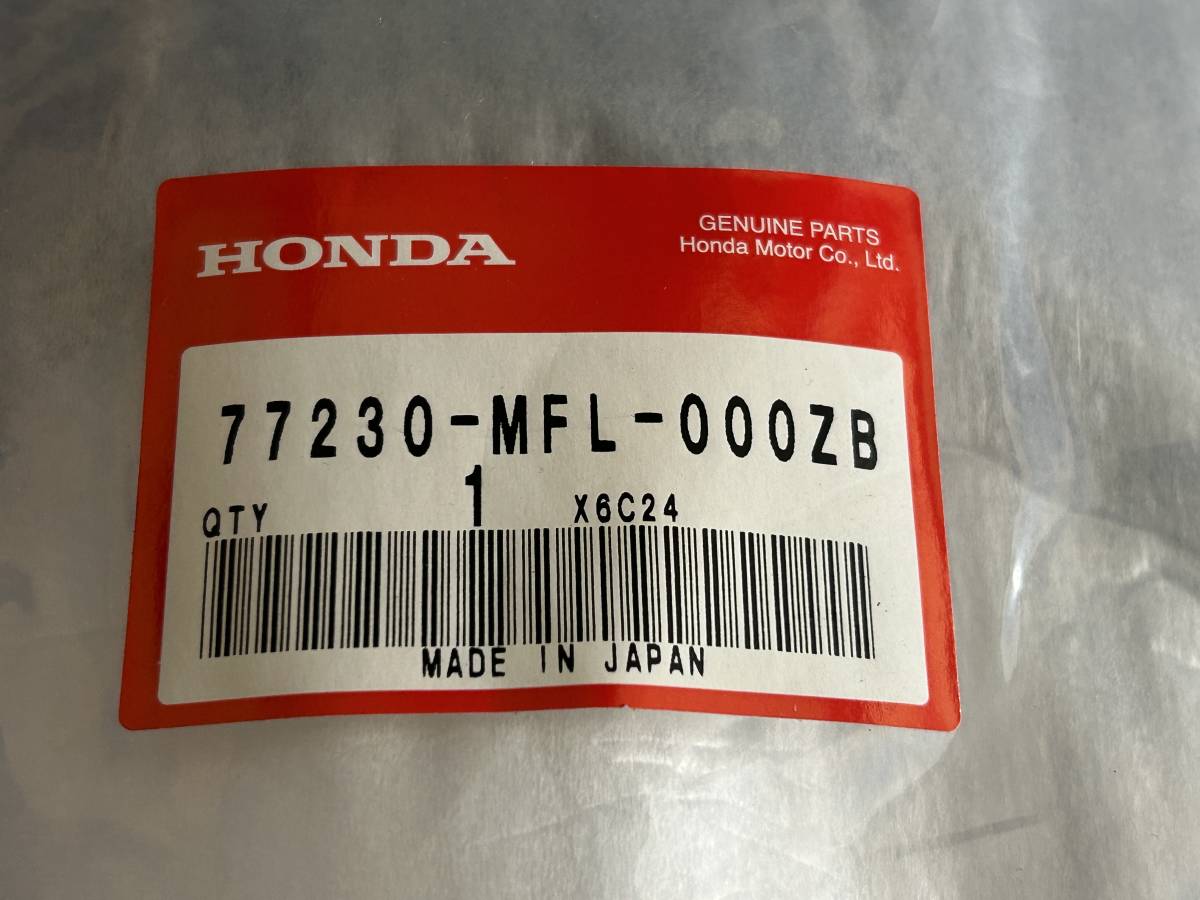 HONDA
GENUINE PARTS
Honda Motor Co., Ltd.
77230-MFL-000ZB
QTY 1 X6C24
MADE IN JAPAN